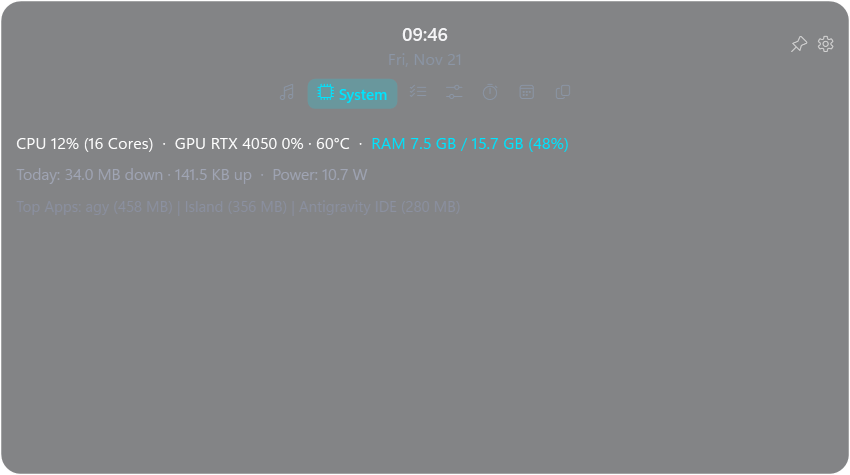 09:46
Fri, Nov 21
System
CPU 12% (16 Cores) · GPU RTX 4050 0% · 60°C · RAM 7.5 GB / 15.7 GB (48%)
Today: 34.0 MB down · 141.5 KB up · Power: 10.7 W
Top Apps: agy (458 MB) | Island (356 MB) | Antigravity IDE (280 MB)